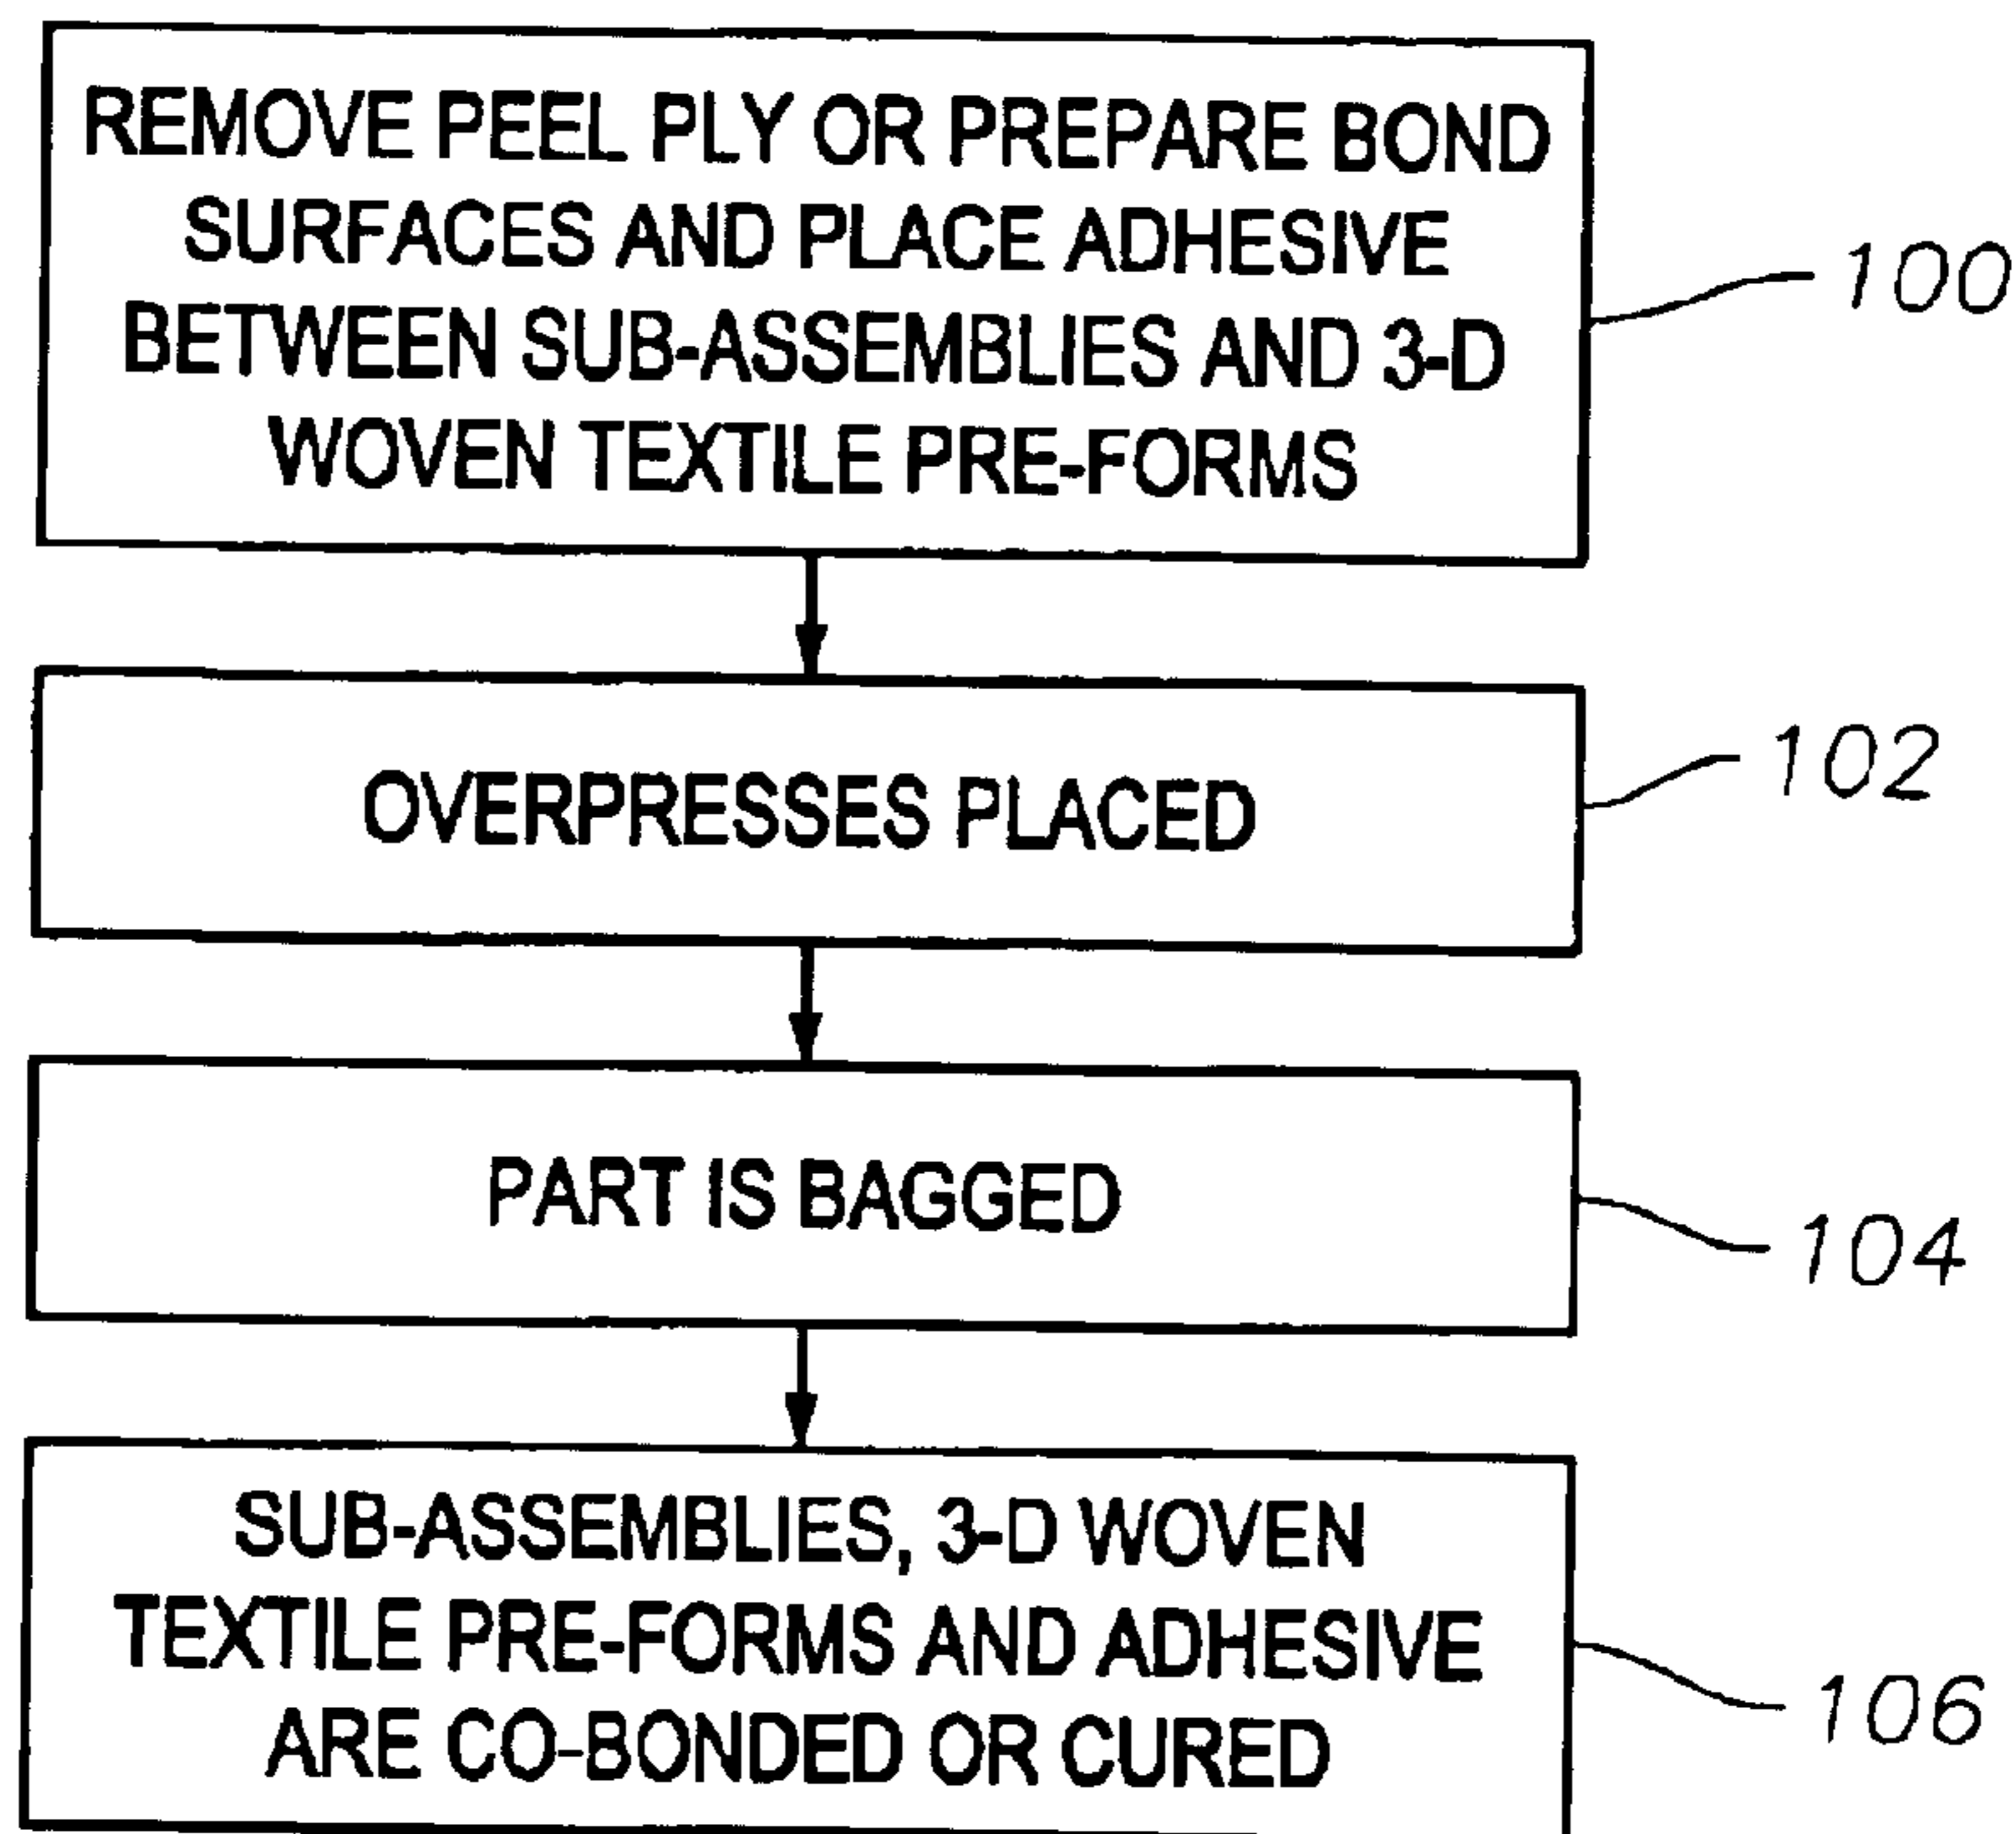 REMOVE PEEL PLY OR PREPARE BOND
SURFACES AND PLACE ADHESIVE
BETWEEN SUB-ASSEMBLIES AND 3-D
WOVEN TEXTILE PRE-FORMS
100
OVERPRESSES PLACED
102
PART IS BAGGED
104
SUB-ASSEMBLIES, 3-D WOVEN
TEXTILE PRE-FORMS AND ADHESIVE
ARE CO-BONDED OR CURED
106